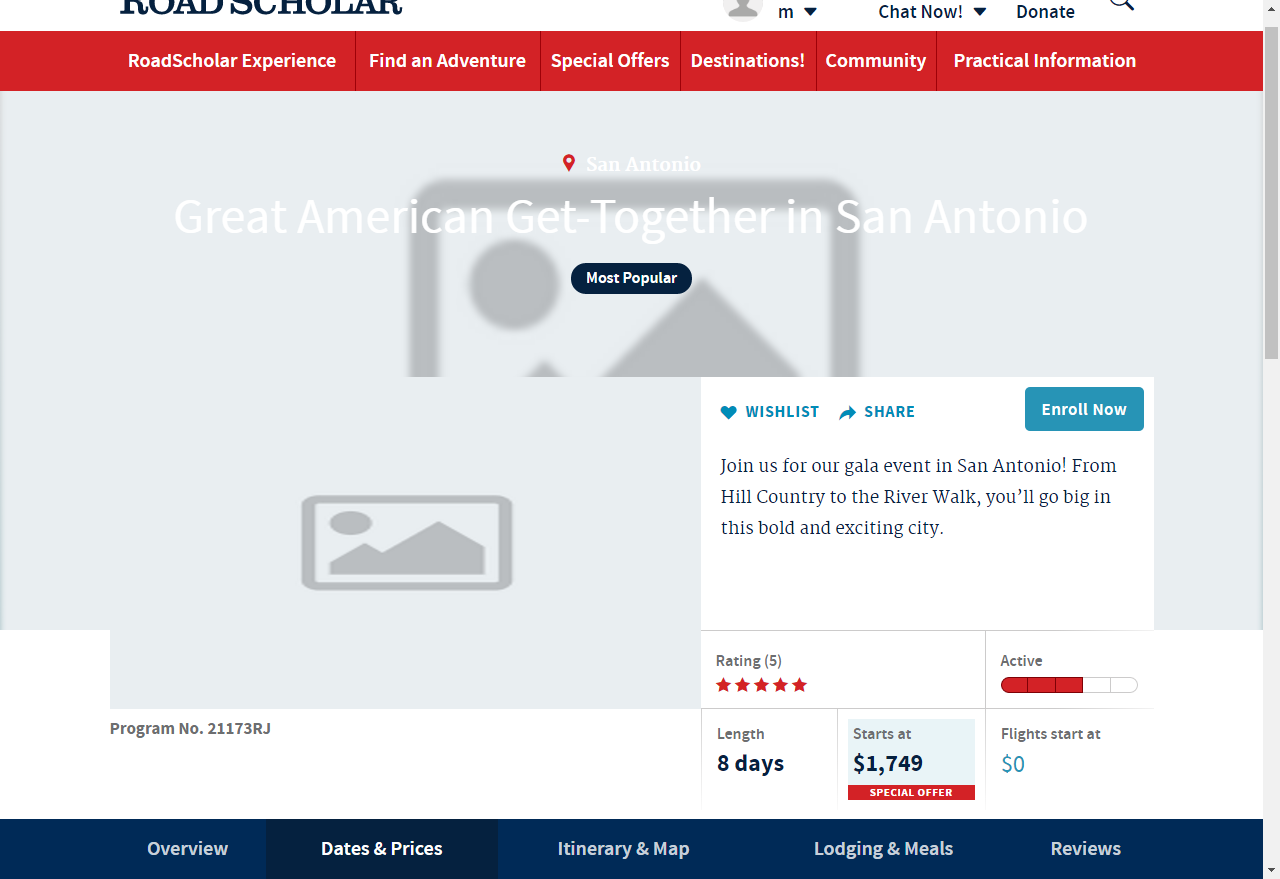 ROAD SCHOLAR
m
Chat Now!
Donate
RoadScholar Experience
Find an Adventure
Special Offers
Destinations!
Community
Practical Information
San Antonio
Great American Get-Together in San Antonio
Most Popular
WISHLIST
SHARE
Enroll Now
Join us for our gala event in San Antonio! From
Hill Country to the River Walk, you’ll go big in
this bold and exciting city.
Rating (5)
Active
Program No. 21173RJ
Length
8 days
Starts at
$1,749
SPECIAL OFFER
Flights start at
$0
Overview
Dates & Prices
Itinerary & Map
Lodging & Meals
Reviews